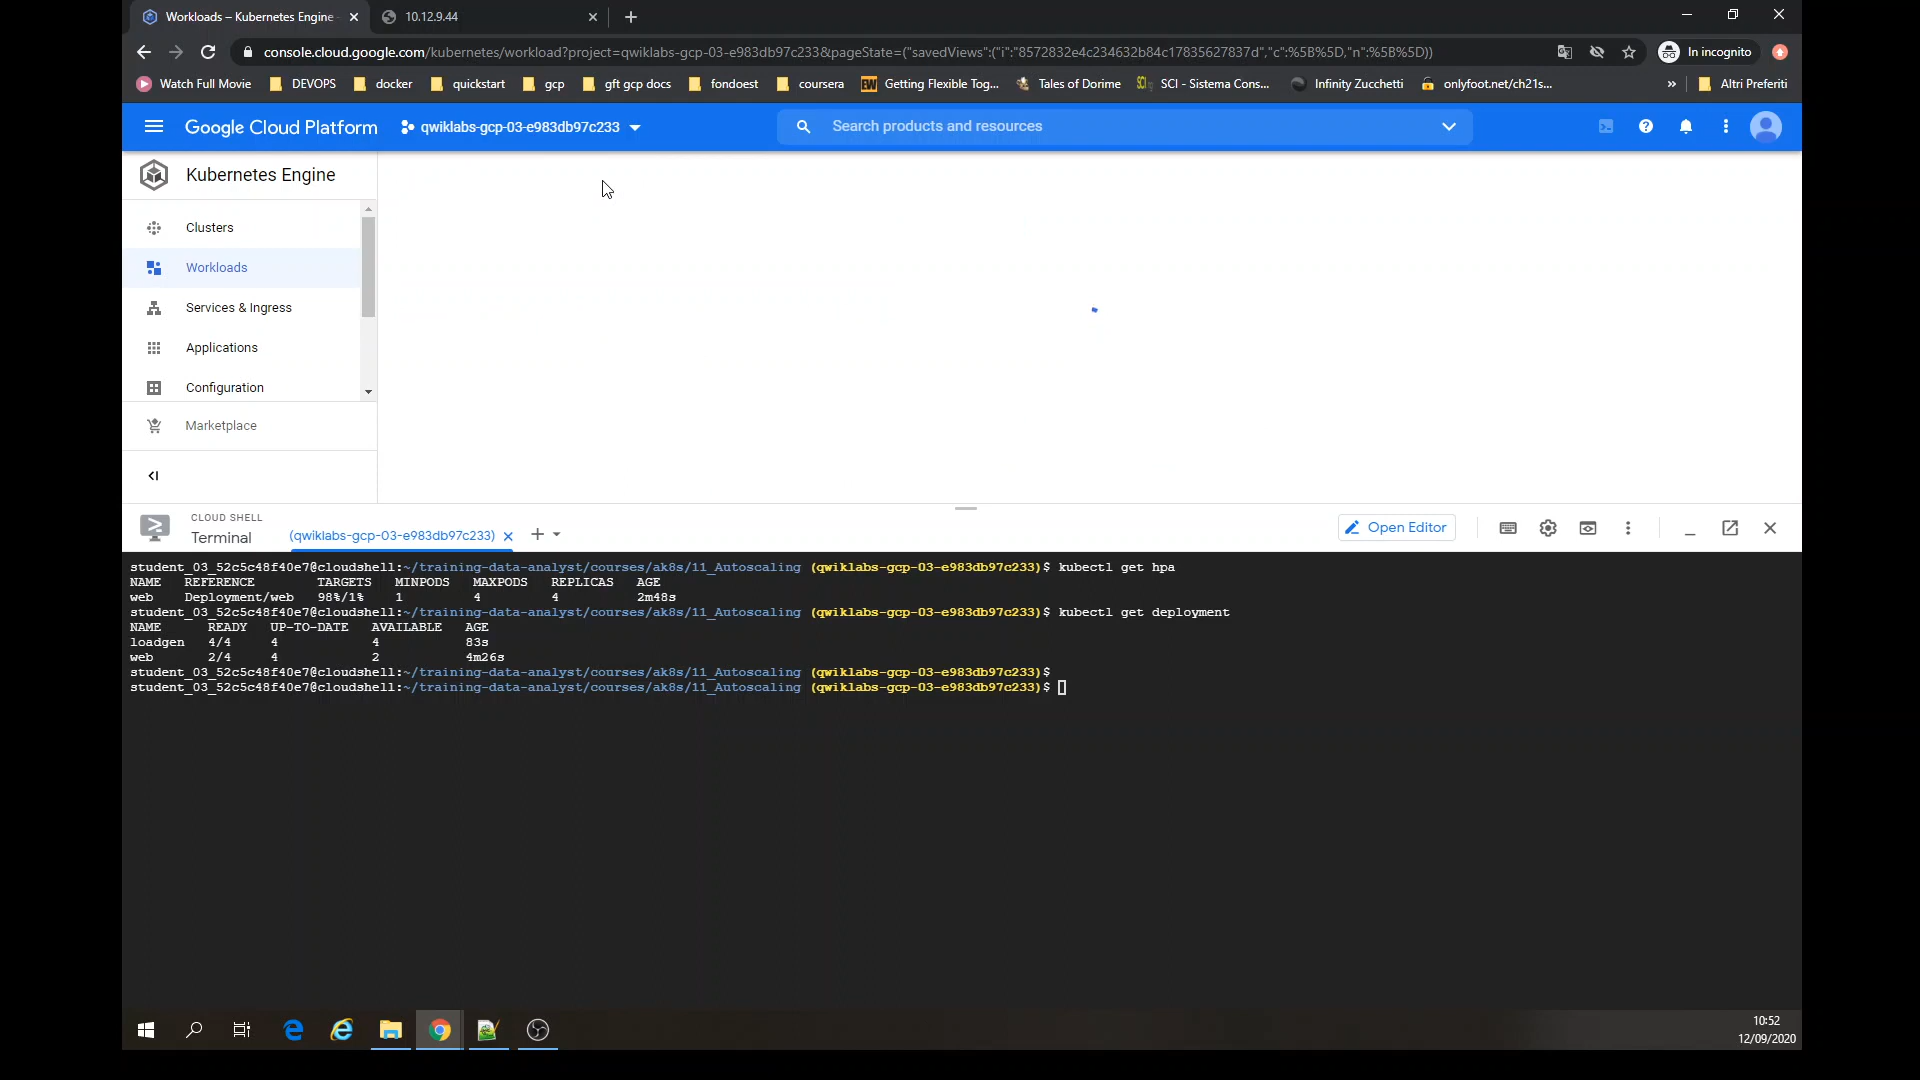 Workloads – Kubernetes Engine
10.12.9.44
console.cloud.google.com/kubernetes/workload?project=qwiklabs-gcp-03-e983db97c233&pageState=("savedViews":("i":"8572832e4c234632b84c17835627837d","c":%5B%5D,"n":%5B%5D))
In incognito
Watch Full Movie
DEVOPS
docker
quickstart
gcp
gft gcp docs
fondoest
coursera
Getting Flexible Tog...
Tales of Dorime
SCI - Sistema Cons...
Infinity Zucchetti
onlyfoot.net/ch21s...
»
Altri Preferiti
Google Cloud Platform
qwiklabs-gcp-03-e983db97c233
Search products and resources
Kubernetes Engine
Clusters
Workloads
Services & Ingress
Applications
Configuration
Marketplace
CLOUD SHELL
Terminal
(qwiklabs-gcp-03-e983db97c233)
Open Editor
student_03_52c5c48f40e7@cloudshell:~/training-data-analyst/courses/ak8s/11_Autoscaling (qwiklabs-gcp-03-e983db97c233)$ kubectl get hpa
NAME REFERENCE TARGETS MINPODS MAXPODS REPLICAS AGE
web Deployment/web 98%/1% 1 4 4 2m48s
student_03_52c5c48f40e7@cloudshell:~/training-data-analyst/courses/ak8s/11_Autoscaling (qwiklabs-gcp-03-e983db97c233)$ kubectl get deployment
NAME READY UP-TO-DATE AVAILABLE AGE
loadgen 4/4 4 4 83s
web 2/4 4 2 4m26s
student_03_52c5c48f40e7@cloudshell:~/training-data-analyst/courses/ak8s/11_Autoscaling (qwiklabs-gcp-03-e983db97c233)$
student_03_52c5c48f40e7@cloudshell:~/training-data-analyst/courses/ak8s/11_Autoscaling (qwiklabs-gcp-03-e983db97c233)$
10:52
12/09/2020